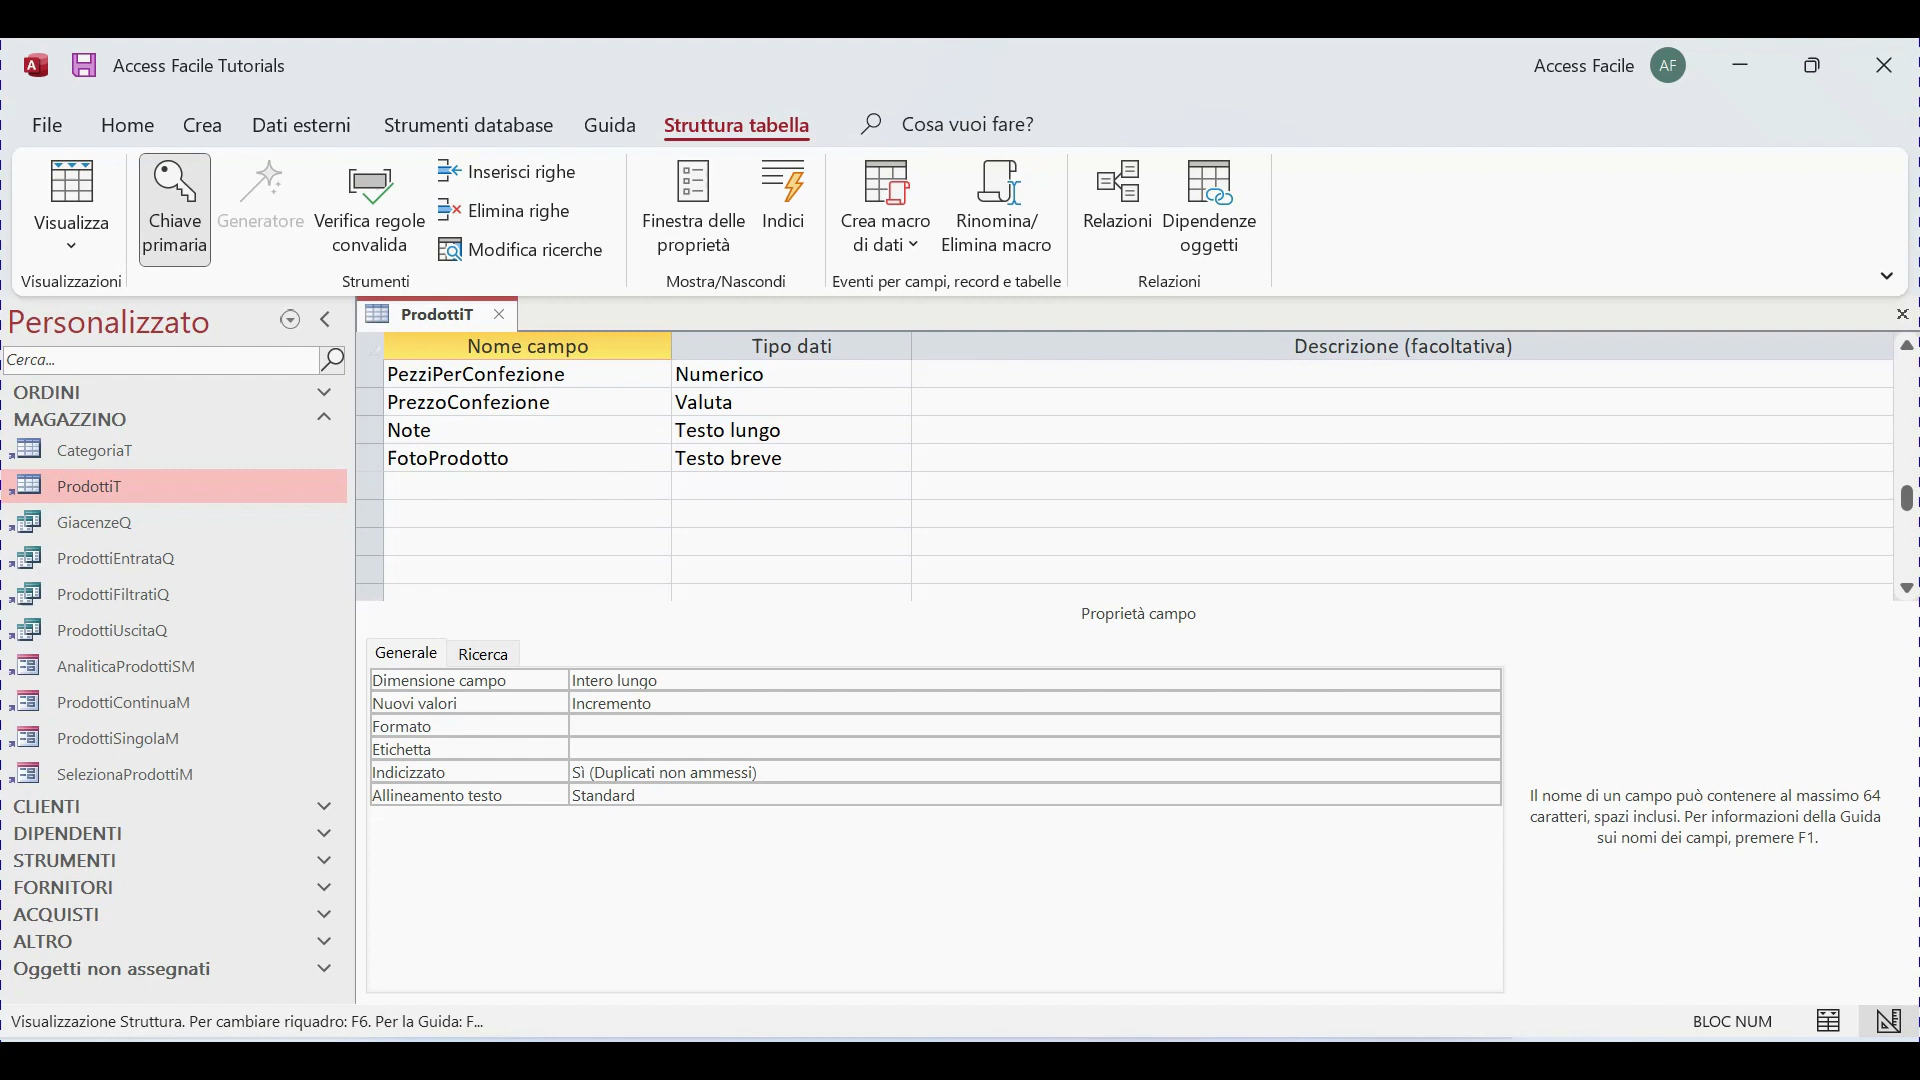 Access Facile Tutorials
Access Facile AF
File Home Crea Dati esterni Strumenti database Guida Struttura tabella Cosa vuoi fare?
Visualizza
Visualizzazioni
Chiave
primaria
Generatore
Verifica regole
convalida
Inserisci righe
Elimina righe
Modifica ricerche
Strumenti
Finestra delle
proprietà
Indici
Mostra/Nascondi
Crea macro
di dati
Rinomina/
Elimina macro
Eventi per campi, record e tabelle
Relazioni
Dipendenze
oggetti
Relazioni
Personalizzato
Cerca...
ORDINI
MAGAZZINO
CategoriaT
ProdottiT
GiacenzeQ
ProdottiEntrataQ
ProdottiFiltratiQ
ProdottiUscitaQ
AnaliticaProdottiSM
ProdottiContinuaM
ProdottiSingolaM
SelezionaProdottiM
CLIENTI
DIPENDENTI
STRUMENTI
FORNITORI
ACQUISTI
ALTRO
Oggetti non assegnati
ProdottiT
Nome campo Tipo dati Descrizione (facoltativa)
PezziPerConfezione Numerico
PrezzoConfezione Valuta
Note Testo lungo
FotoProdotto Testo breve
Proprietà campo
Generale Ricerca
Dimensione campo Intero lungo
Nuovi valori Incremento
Formato
Etichetta
Indicizzato Sì (Duplicati non ammessi)
Allineamento testo Standard
Il nome di un campo può contenere al massimo 64
caratteri, spazi inclusi. Per informazioni della Guida
sui nomi dei campi, premere F1.
Visualizzazione Struttura. Per cambiare riquadro: F6. Per la Guida: F...
BLOC NUM